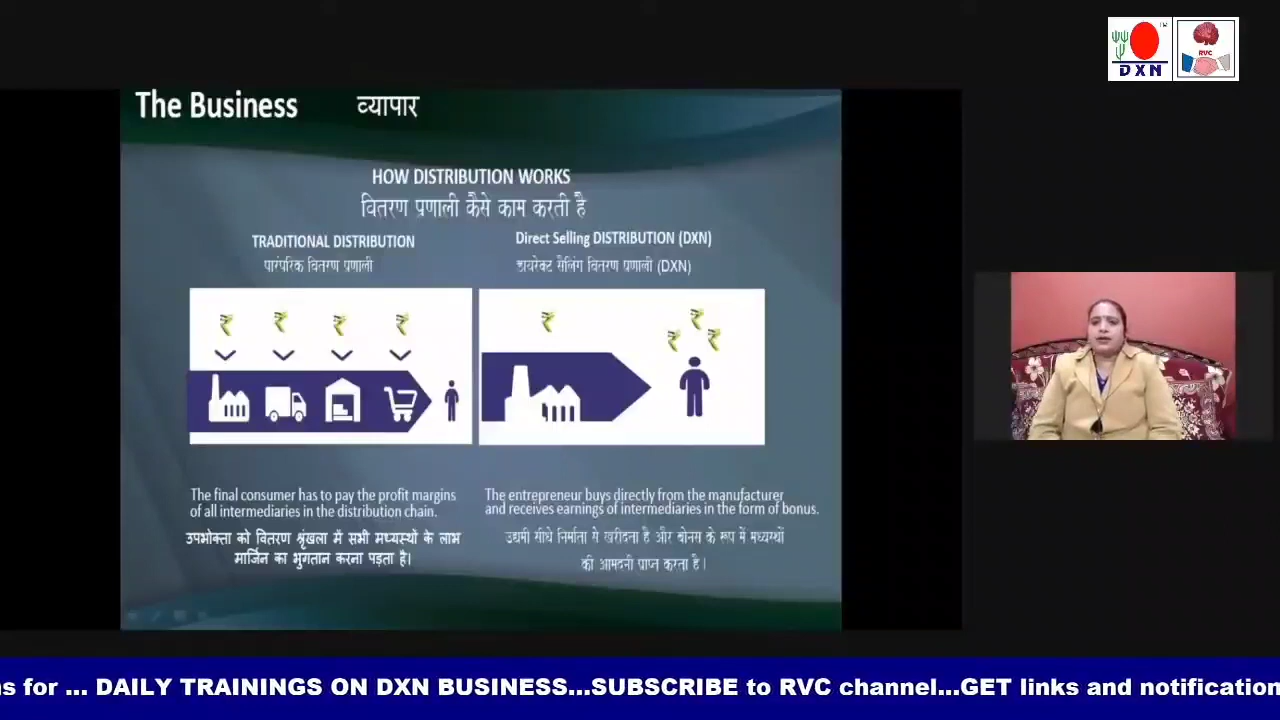 TM
DXN
RVC
The Business व्यापार
HOW DISTRIBUTION WORKS
वितरण प्रणाली कैसे काम करती है
TRADITIONAL DISTRIBUTION
पारंपरिक वितरण प्रणाली
Direct Selling DISTRIBUTION (DXN)
डायरेक्ट सैलिंग वितरण प्रणाली (DXN)
₹ ₹ ₹ ₹
₹ ₹ ₹ ₹
The final consumer has to pay the profit margins
of all intermediaries in the distribution chain.
उपभोक्ता को वितरण श्रृंखला में सभी मध्यस्थों के लाभ
मार्जिन का भुगतान करना पड़ता है।
The entrepreneur buys directly from the manufacturer
and receives earnings of intermediaries in the form of bonus.
उद्यमी सीधे निर्माता से खरीदना है और बोनस के रूप में मध्यस्थों
की आमदनी प्राप्त करता है।
s for ... DAILY TRAININGS ON DXN BUSINESS...SUBSCRIBE to RVC channel...GET links and notification